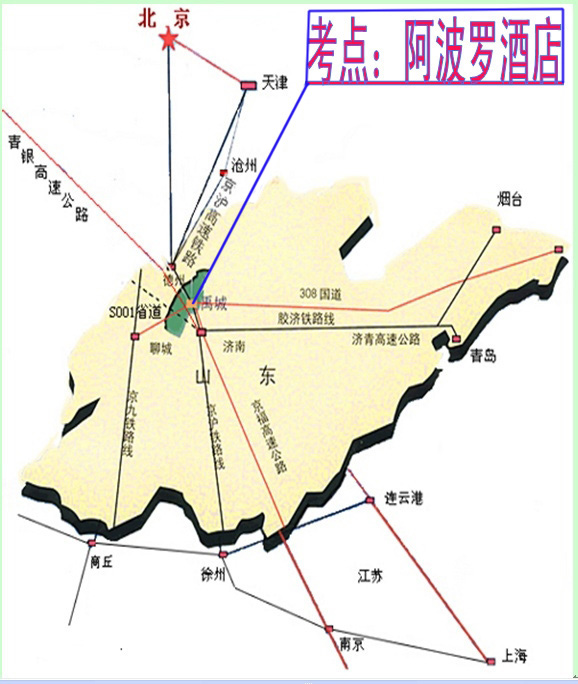 北京
考点：阿波罗酒店
天津
沧州
青银高速公路
京沪高速铁路
烟台
德州
308国道
禹城
S001省道
胶济铁路线
济青高速公路
聊城
济南
青岛
山东
京九铁路线
京沪铁路线
京福高速公路
连云港
商丘
徐州
江苏
南京
上海